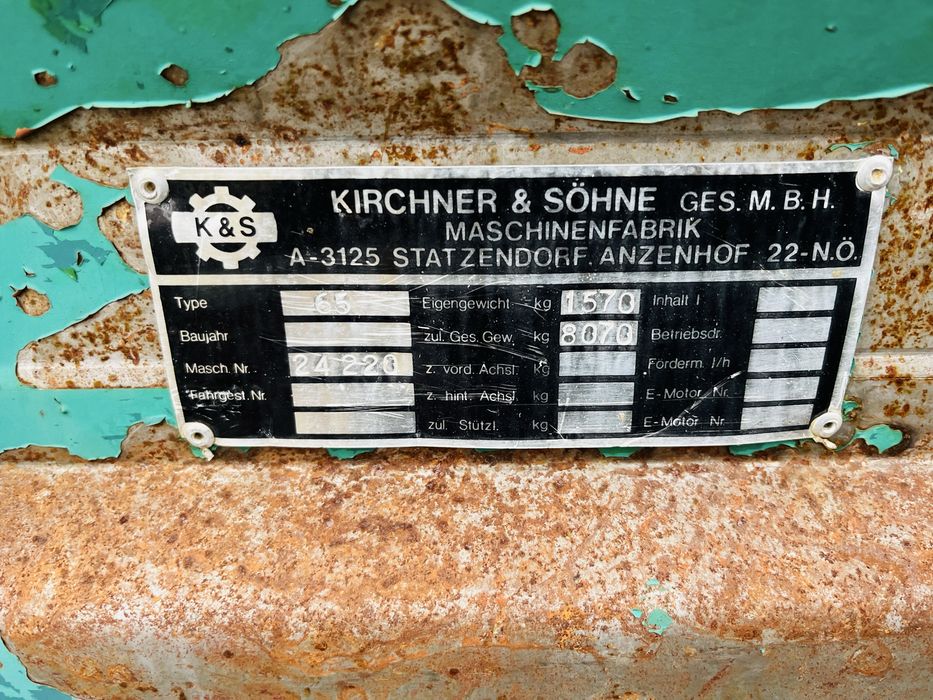 K & S
KIRCHNER & SÖHNE GES. M. B. H.
MASCHINENFABRIK
A-3125 STATZENDORF. ANZENHOF 22-N.Ö.
Type 65 Eigengewicht kg 1570 Inhalt l
Baujahr zul. Ges. Gew. kg 8070 Betriebsdr.
Masch. Nr. 24220 z. vord. Achsl. kg Förderm. l/h
Fahrgest. Nr. z. hint. Achsl. kg E-Motor Nr.
zul. Stützl. kg E-Motor Nr.